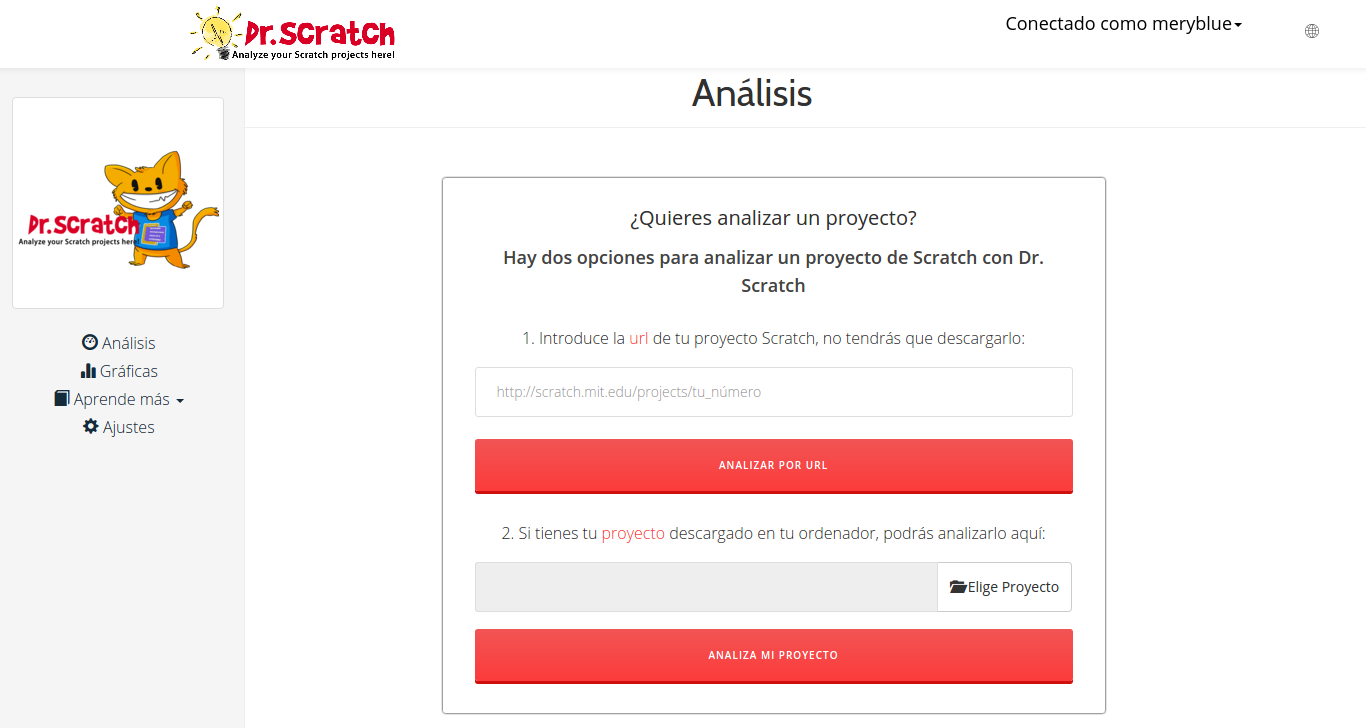 Dr.Scratch
Analyze your Scratch projects here!
Conectado como meryblue
Análisis
Dr.Scratch
Analyze your Scratch projects here!
Análisis
Gráficas
Aprende más
Ajustes
¿Quieres analizar un proyecto?
Hay dos opciones para analizar un proyecto de Scratch con Dr.
Scratch
1. Introduce la url de tu proyecto Scratch, no tendrás que descargarlo:
http://scratch.mit.edu/projects/tu_número
ANALIZAR POR URL
2. Si tienes tu proyecto descargado en tu ordenador, podrás analizarlo aquí:
Elige Proyecto
ANALIZA MI PROYECTO